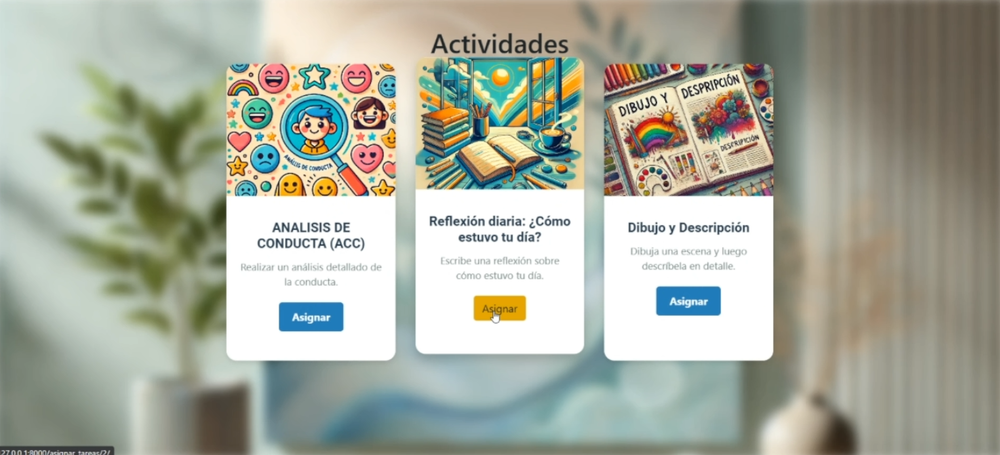 Actividades
ANÁLISIS DE CONDUCTA
DIBUJO Y
DESPRIPCIÓN
DESCRIPICIÓN
ANALISIS DE
CONDUCTA (ACC)
Realizar un análisis detallado de
la conducta.
Asignar
Reflexión diaria: ¿Cómo
estuvo tu día?
Escribe una reflexión sobre
cómo estuvo tu día.
Asignar
Dibujo y Descripción
Dibuja una escena y luego
descríbela en detalle.
Asignar
127.0.0.1:8000/asignar_tareas/2/